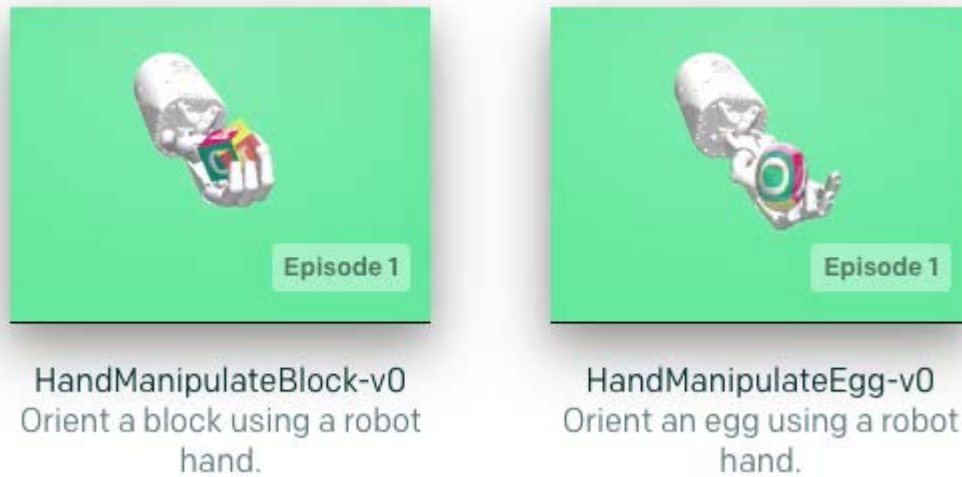 Episode 1
HandManipulateBlock-v0
Orient a block using a robot
hand.
Episode 1
HandManipulateEgg-v0
Orient an egg using a robot
hand.